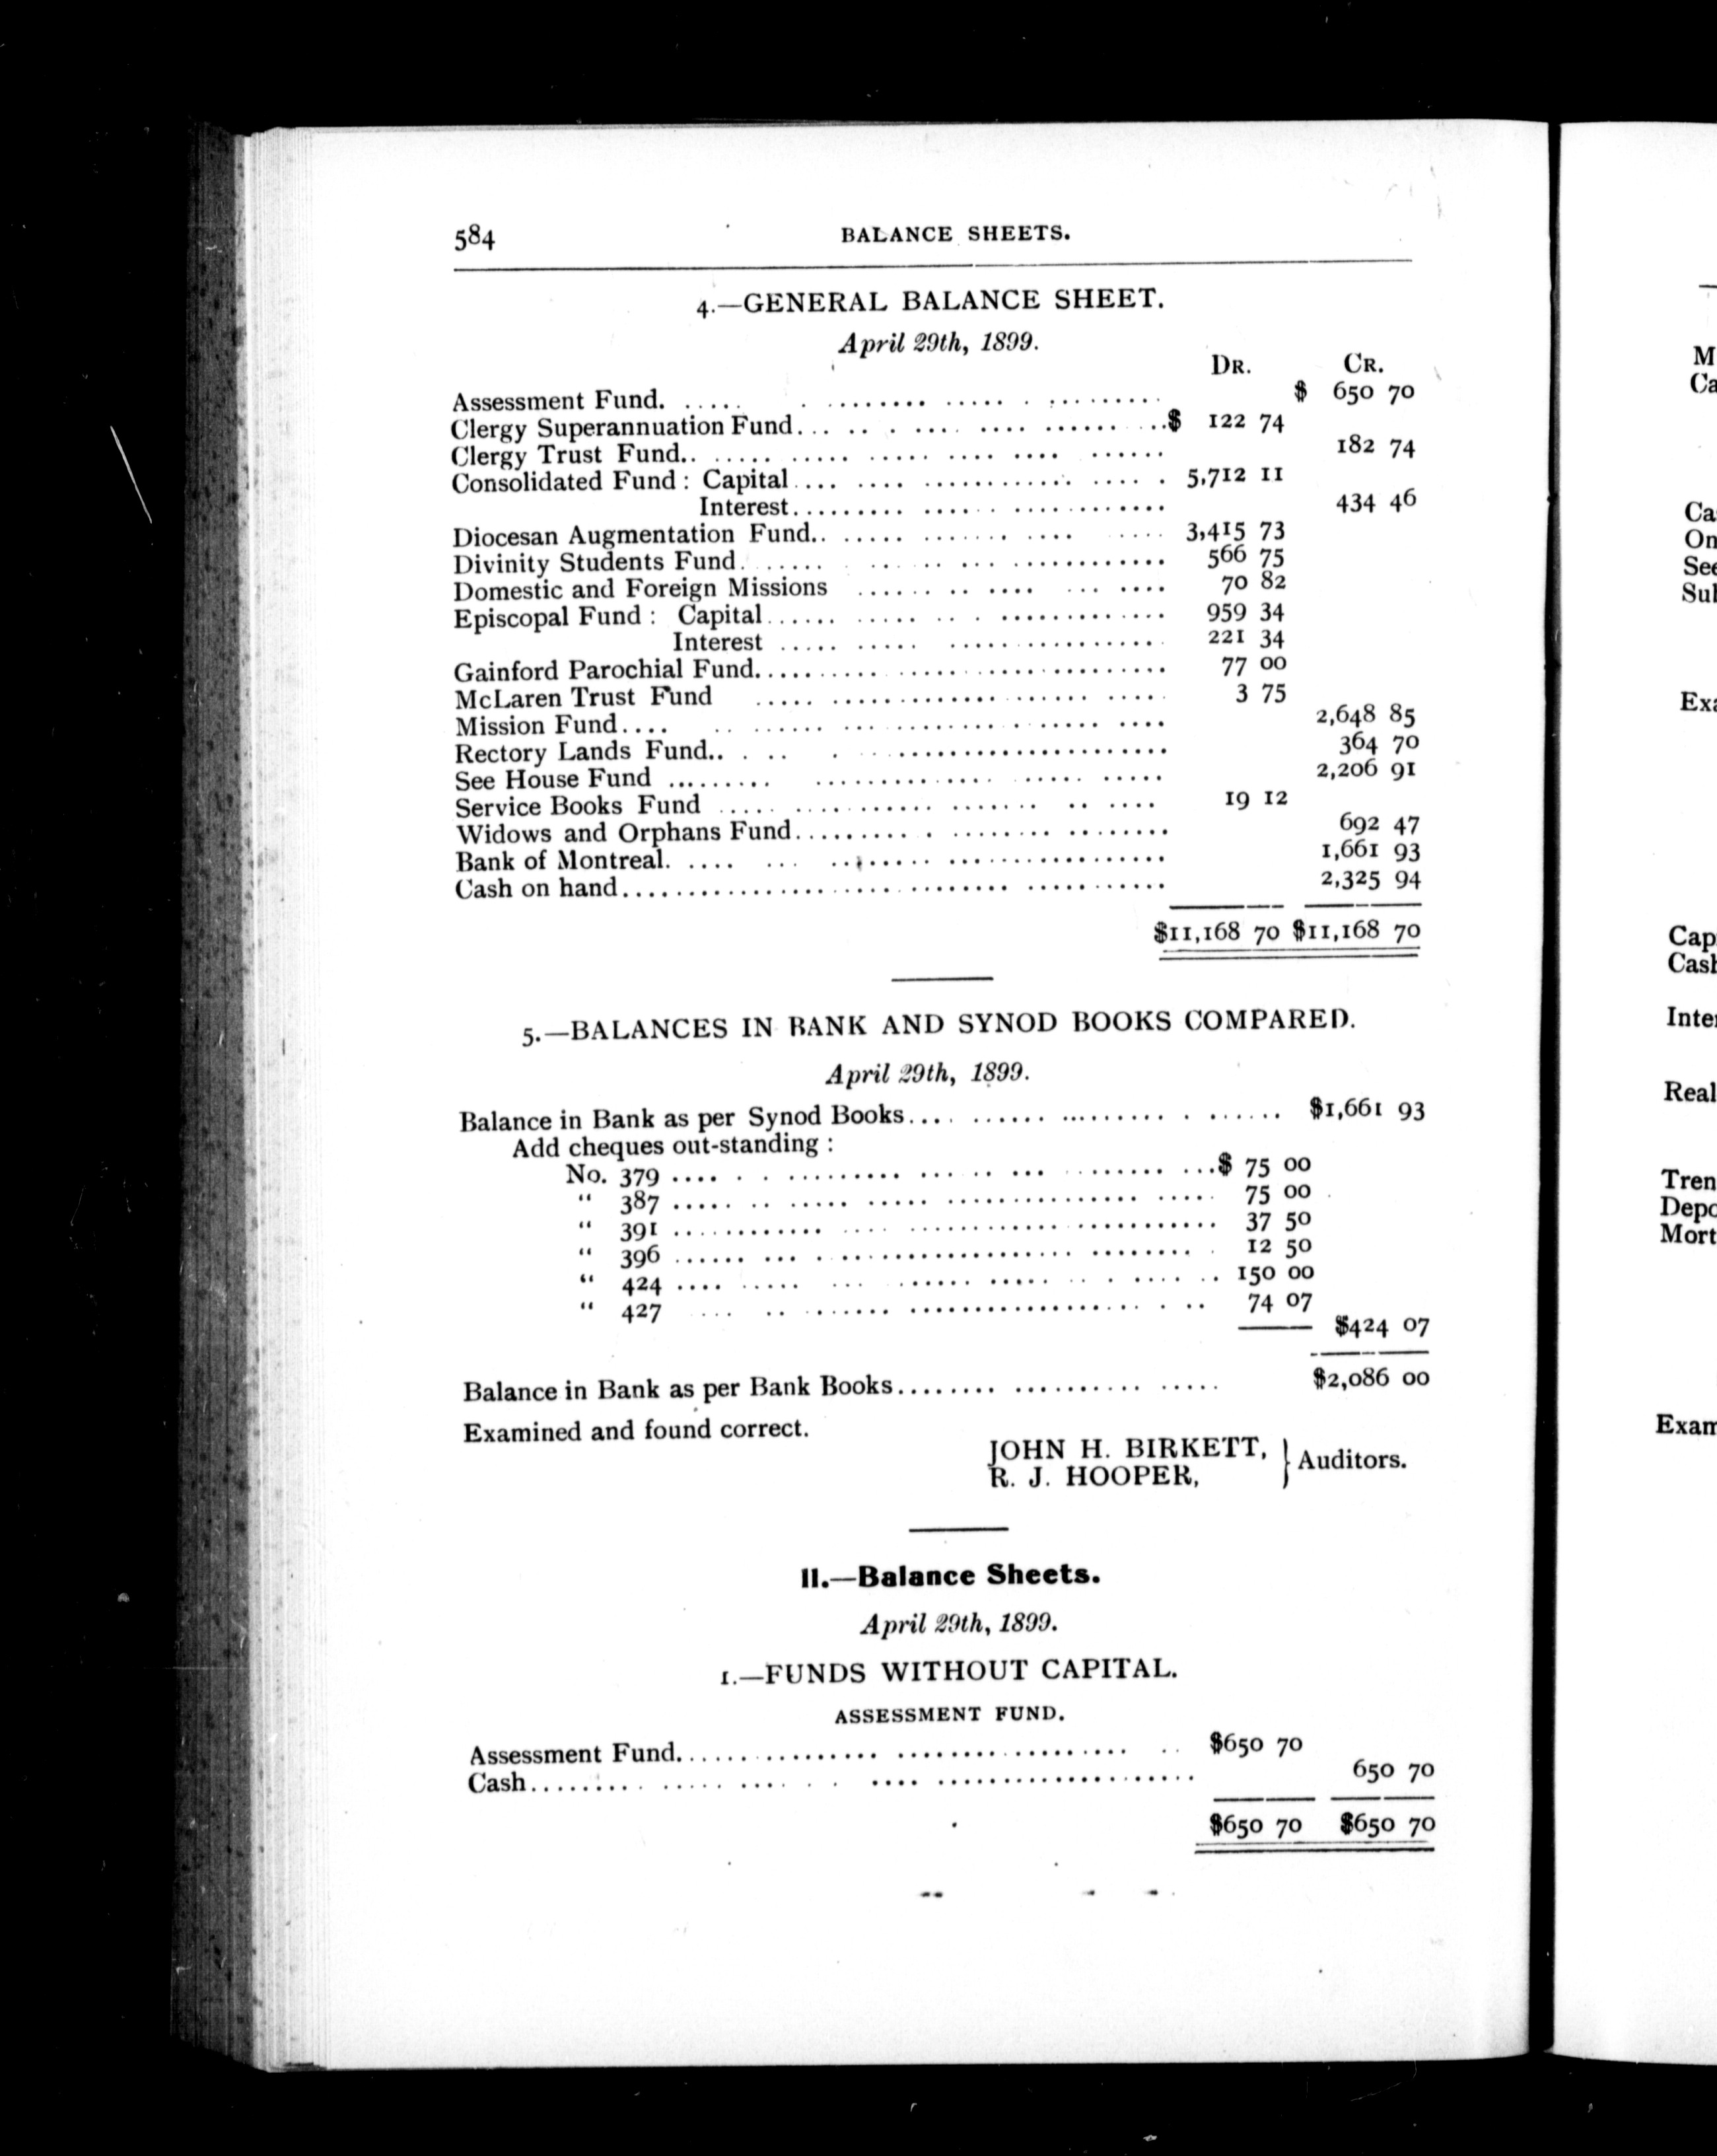 584 BALANCE SHEETS.
4.—GENERAL BALANCE SHEET.
April 29th, 1899.
DR. CR.
Assessment Fund. $ 650 70
Clergy Superannuation Fund $ 122 74
Clergy Trust Fund 182 74
Consolidated Fund : Capital 5,712 11
Interest 434 46
Diocesan Augmentation Fund 3,415 73
Divinity Students Fund 566 75
Domestic and Foreign Missions 70 82
Episcopal Fund : Capital 959 34
Interest 221 34
Gainford Parochial Fund 77 00
McLaren Trust Fund 3 75
Mission Fund 2,648 85
Rectory Lands Fund 364 70
See House Fund 2,206 91
Service Books Fund 19 12
Widows and Orphans Fund 692 47
Bank of Montreal 1,661 93
Cash on hand 2,325 94
$11,168 70 $11,168 70
5.—BALANCES IN BANK AND SYNOD BOOKS COMPARED.
April 29th, 1899.
Balance in Bank as per Synod Books $1,661 93
Add cheques out-standing :
No. 379 $ 75 00
" 387 75 00
" 391 37 50
" 396 12 50
" 424 150 00
" 427 74 07
$424 07
Balance in Bank as per Bank Books $2,086 00
Examined and found correct.
JOHN H. BIRKETT, } Auditors.
R. J. HOOPER,
II.—Balance Sheets.
April 29th, 1899.
1.—FUNDS WITHOUT CAPITAL.
ASSESSMENT FUND.
Assessment Fund $650 70
Cash 650 70
$650 70 $650 70